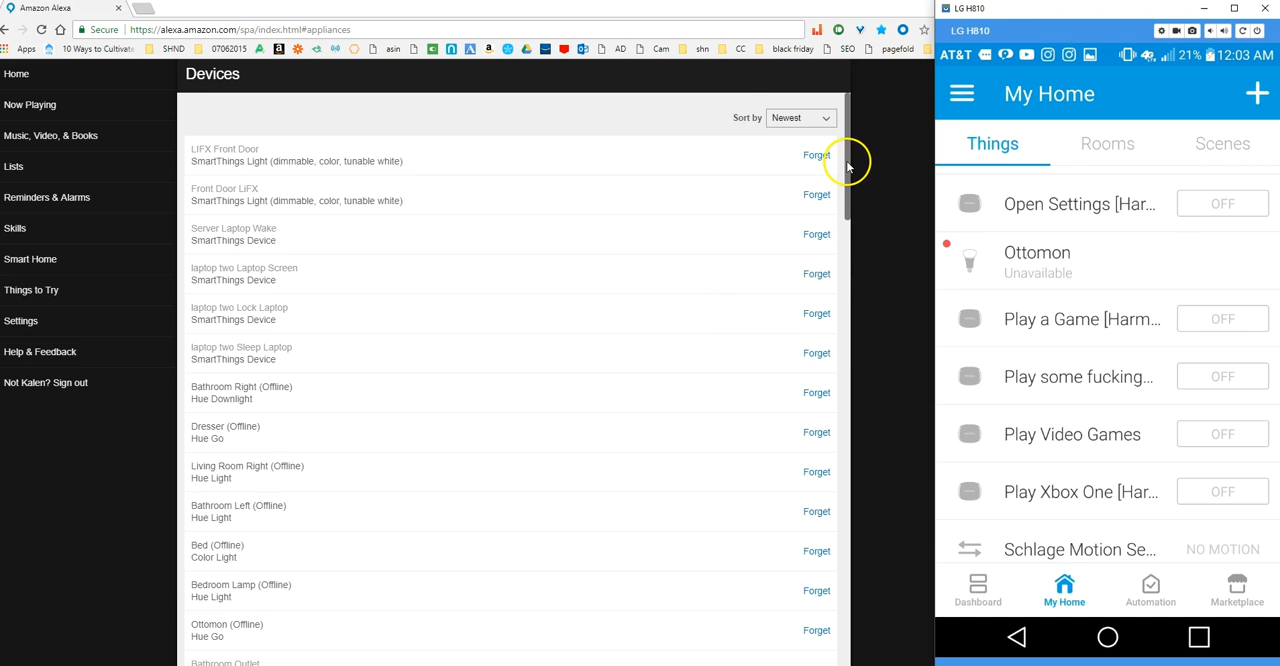 Amazon Alexa
Secure
https://alexa.amazon.com/spa/index.html#appliances
Apps
10 Ways to Cultivate
SHND
07062015
asin
AD
Cam
shn
CC
black friday
SEO
pagefold
Home
Now Playing
Music, Video, & Books
Lists
Reminders & Alarms
Skills
Smart Home
Things to Try
Settings
Help & Feedback
Not Kalen? Sign out
Devices
Sort by Newest
LIFX Front Door
SmartThings Light (dimmable, color, tunable white)
Forget
Front Door LiFX
SmartThings Light (dimmable, color, tunable white)
Forget
Server Laptop Wake
SmartThings Device
Forget
laptop two Laptop Screen
SmartThings Device
Forget
laptop two Lock Laptop
SmartThings Device
Forget
laptop two Sleep Laptop
SmartThings Device
Forget
Bathroom Right (Offline)
Hue Downlight
Forget
Dresser (Offline)
Hue Go
Forget
Living Room Right (Offline)
Hue Light
Forget
Bathroom Left (Offline)
Hue Light
Forget
Bed (Offline)
Color Light
Forget
Bedroom Lamp (Offline)
Hue Light
Forget
Ottomon (Offline)
Hue Go
Forget
Bathroom Outlet
LG H810
LG H810
AT&T 21% 12:03 AM
My Home
Things Rooms Scenes
Open Settings [Har... OFF
Ottomon
Unavailable
Play a Game [Harm... OFF
Play some fucking... OFF
Play Video Games OFF
Play Xbox One [Har... OFF
Schlage Motion Se... NO MOTION
Dashboard My Home Automation Marketplace